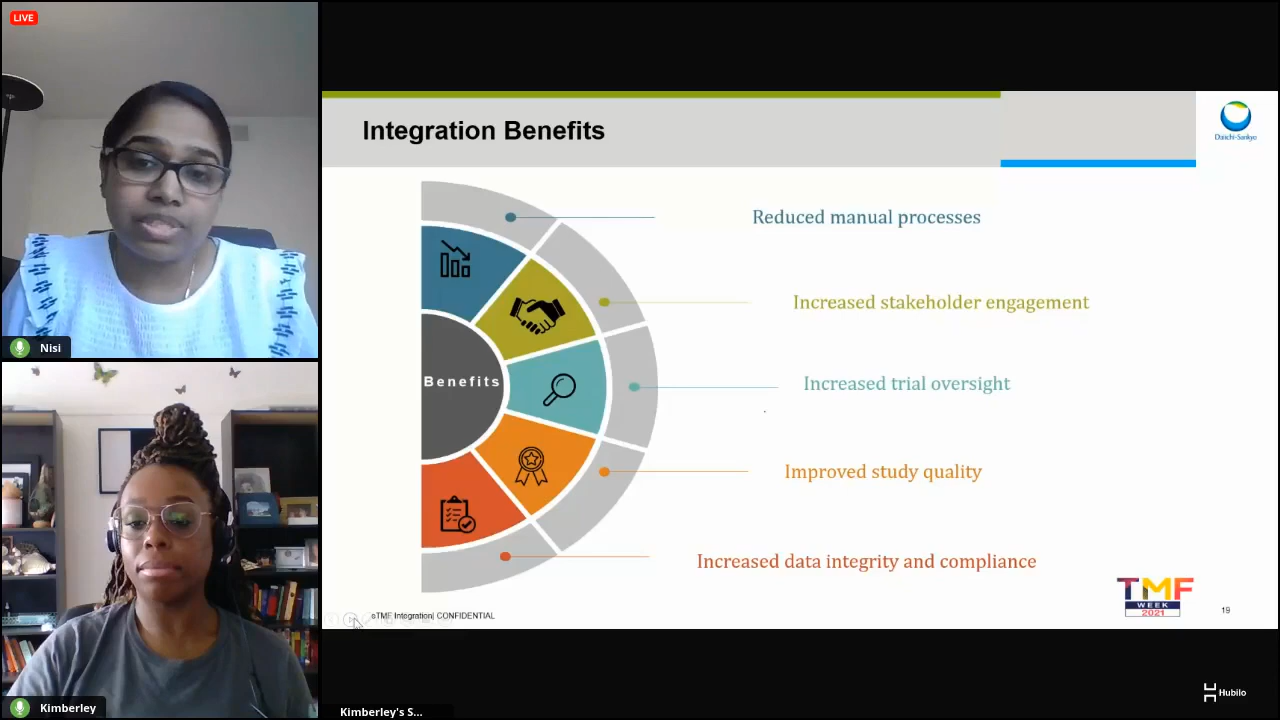 LIVE
Nisi
Kimberley
Integration Benefits
Daiichi-Sankyo
Benefits
Reduced manual processes
Increased stakeholder engagement
Increased trial oversight
Improved study quality
Increased data integrity and compliance
eTMF Integration| CONFIDENTIAL
TMF
WEEK
2021
19
Kimberley's S...
Hubilo